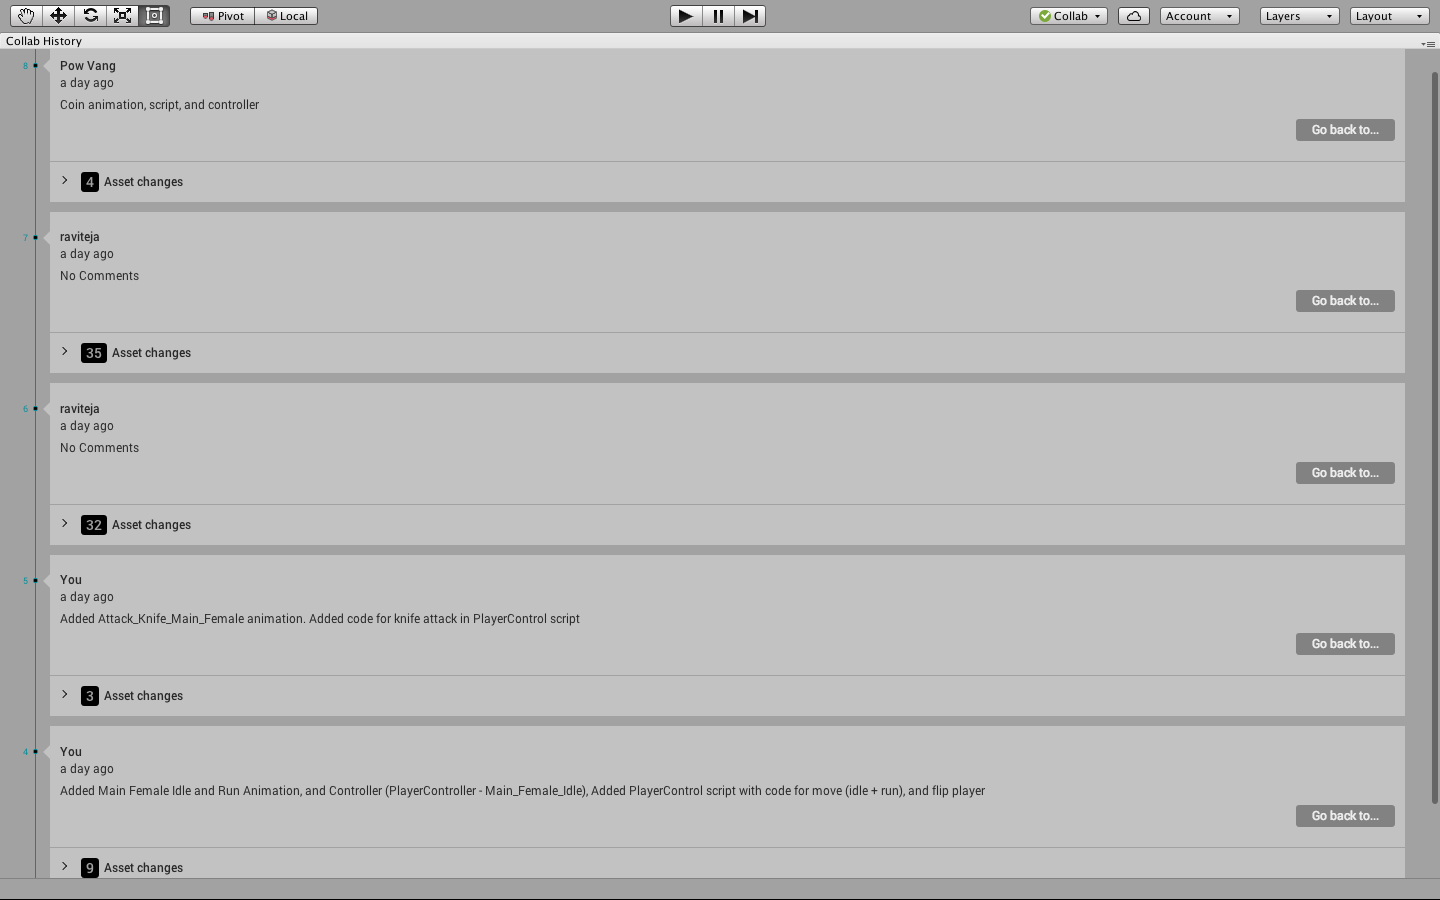 Pivot Local Collab Account Layers Layout
Collab History
8 Pow Vang
a day ago
Coin animation, script, and controller
Go back to...
4 Asset changes
7 raviteja
a day ago
No Comments
Go back to...
35 Asset changes
6 raviteja
a day ago
No Comments
Go back to...
32 Asset changes
5 You
a day ago
Added Attack_Knife_Main_Female animation. Added code for knife attack in PlayerControl script
Go back to...
3 Asset changes
4 You
a day ago
Added Main Female Idle and Run Animation, and Controller (PlayerController - Main_Female_Idle), Added PlayerControl script with code for move (idle + run), and flip player
Go back to...
9 Asset changes